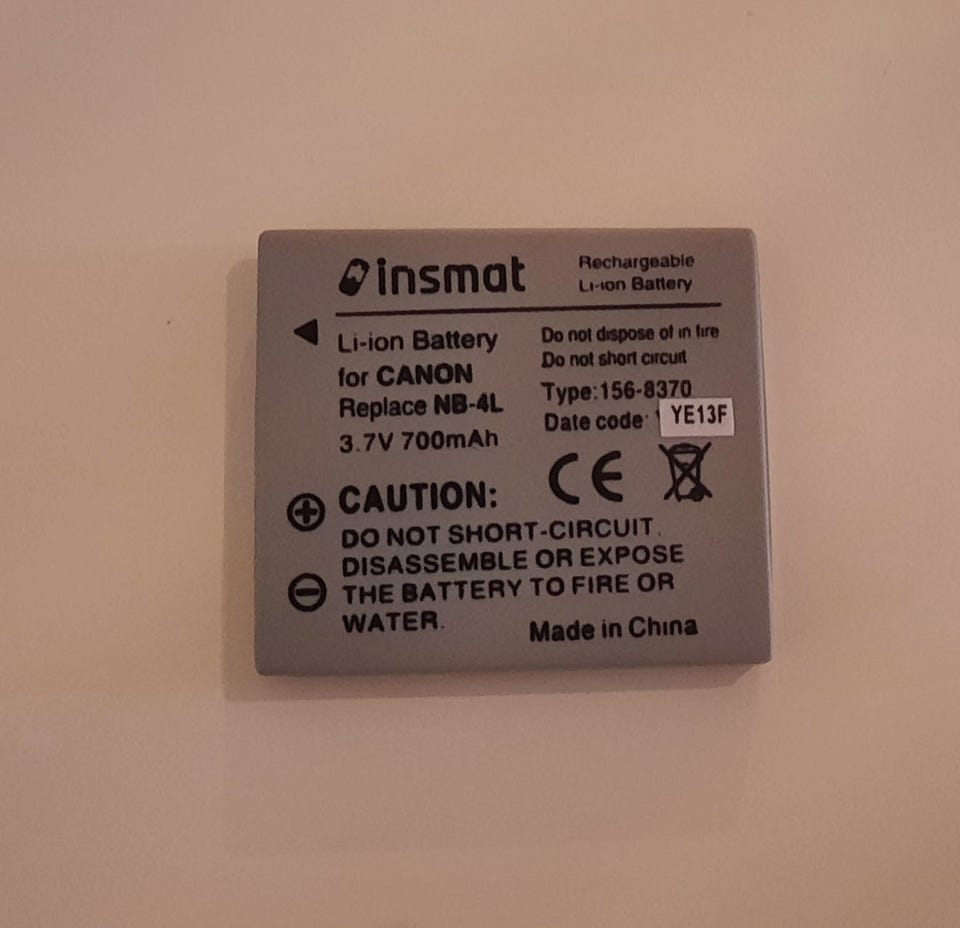 insmat
Rechargeable
Li-ion Battery
Li-ion Battery
for CANON
Replace NB-4L
3.7V 700mAh
Do not dispose of in fire
Do not short circuit
Type:156-8370
Date code: YE13F
CE
CAUTION:
DO NOT SHORT-CIRCUIT.
DISASSEMBLE OR EXPOSE
THE BATTERY TO FIRE OR
WATER.
Made in China